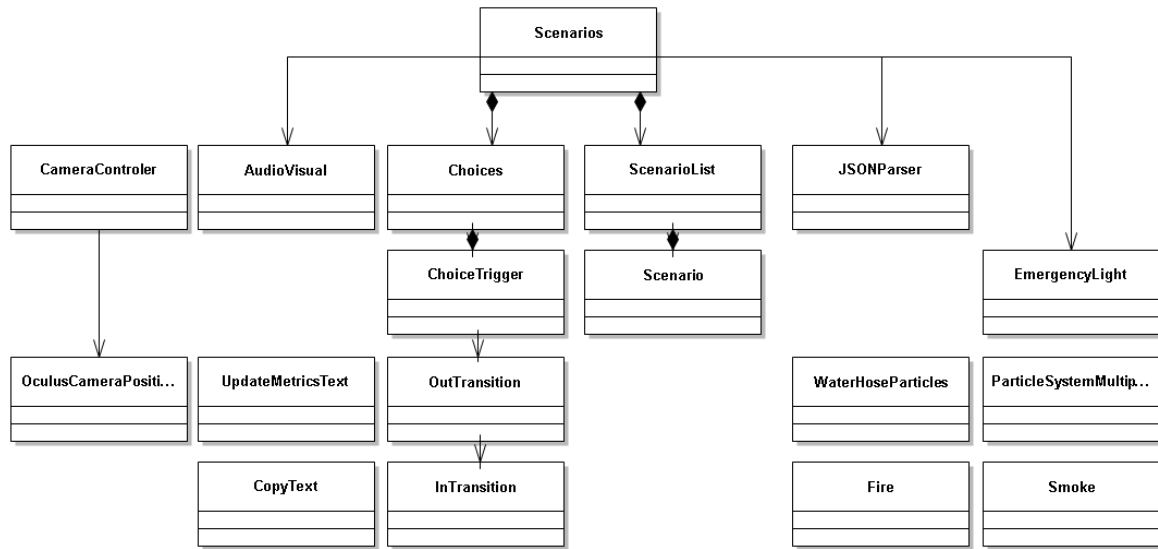 Scenarios
CameraControler
AudioVisual
Choices
ScenarioList
JSONParser
ChoiceTrigger
Scenario
EmergencyLight
OculusCameraPositi...
UpdateMetricsText
OutTransition
WaterHoseParticles
ParticleSystemMultip...
CopyText
InTransition
Fire
Smoke